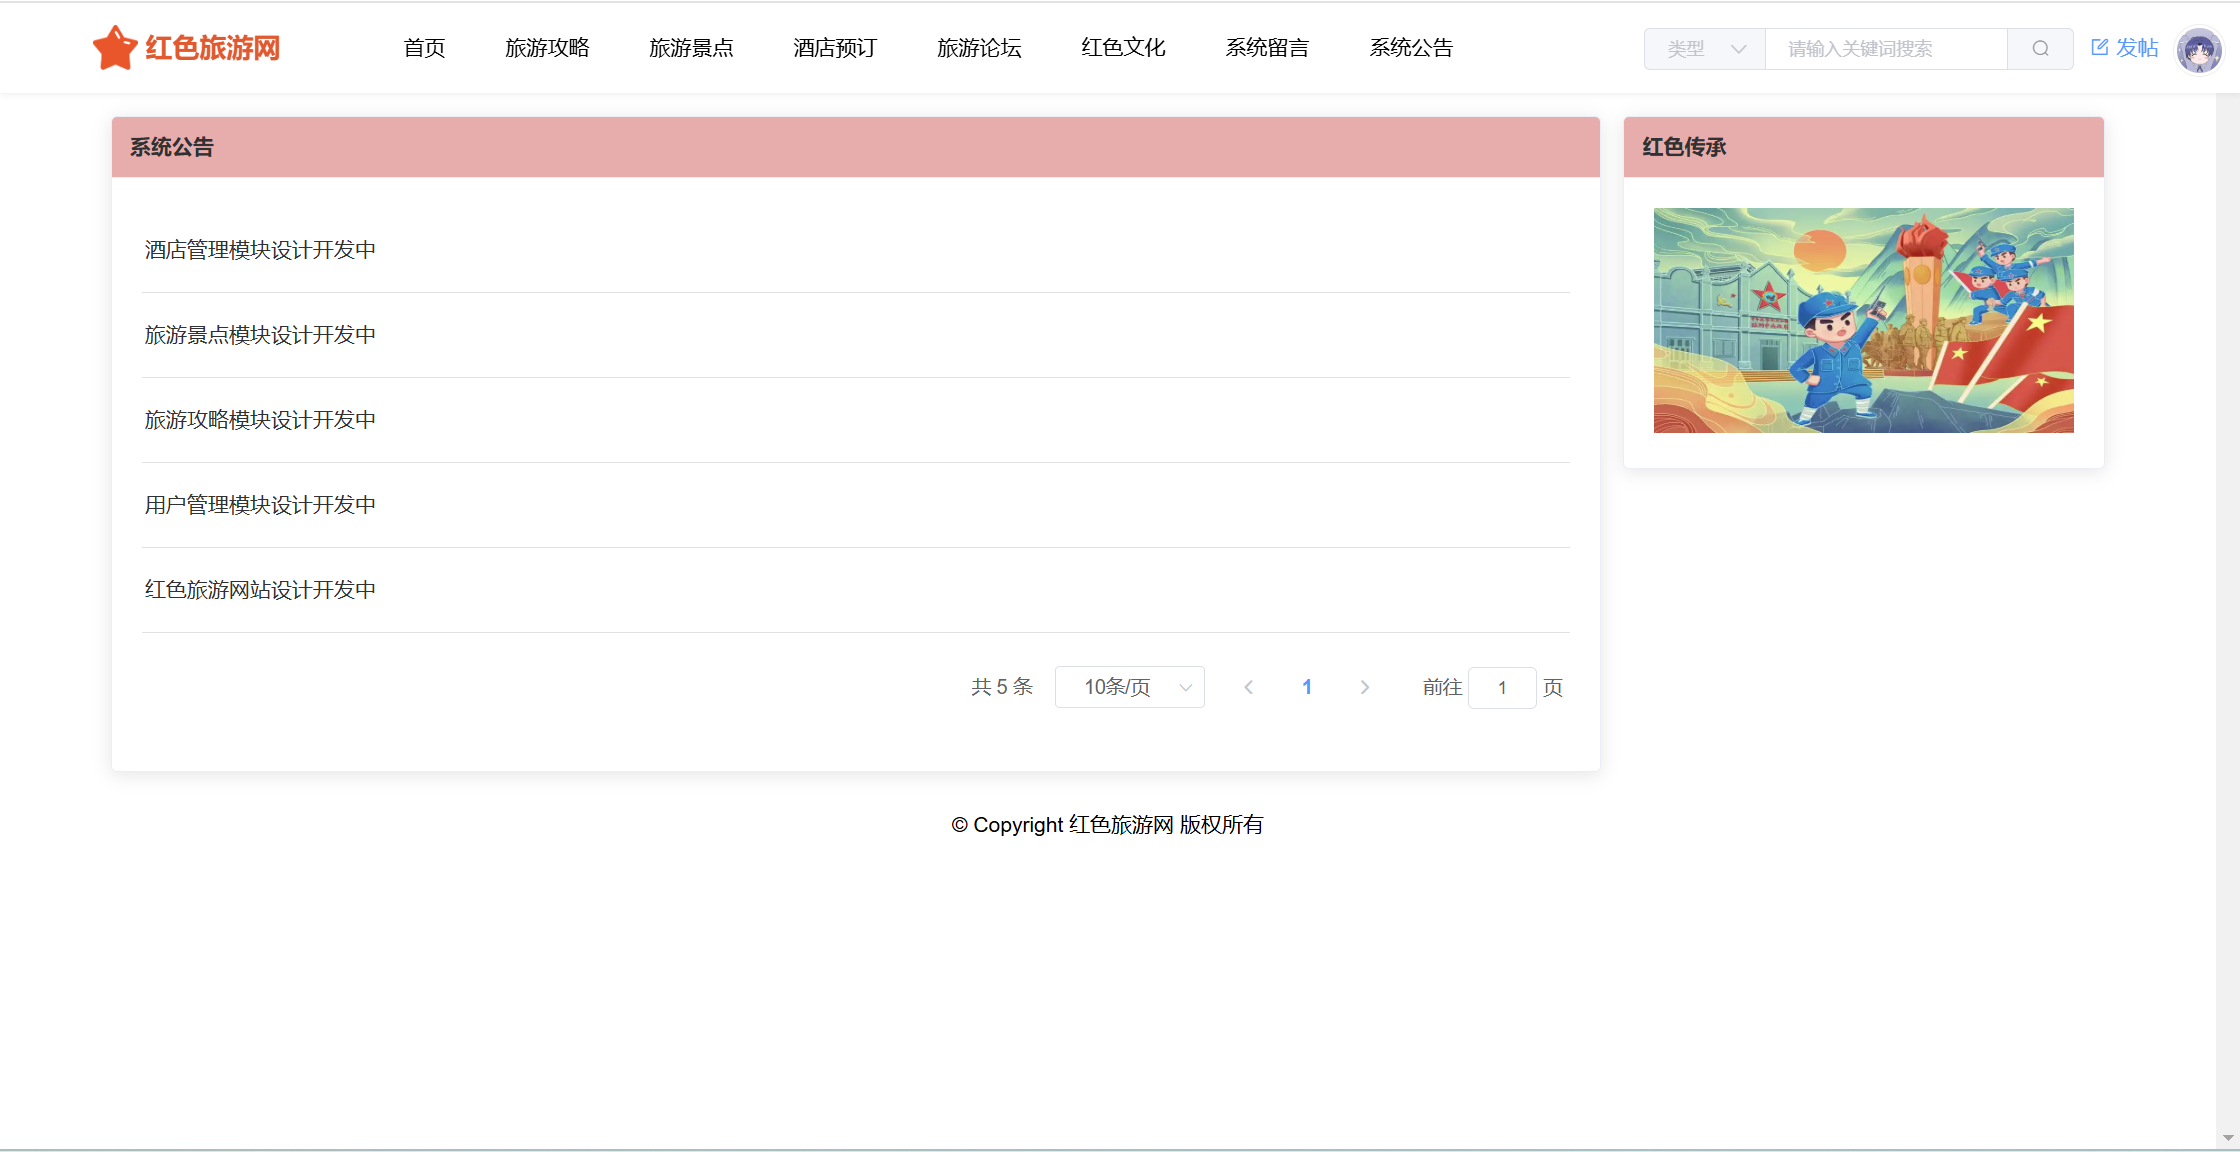 红色旅游网 首页 旅游攻略 旅游景点 酒店预订 旅游论坛 红色文化 系统留言 系统公告 类型 请输入关键词搜索 发帖
系统公告
酒店管理模块设计开发中
旅游景点模块设计开发中
旅游攻略模块设计开发中
用户管理模块设计开发中
红色旅游网站设计开发中
共 5 条 10条/页 1 前往 1 页
红色传承
© Copyright 红色旅游网 版权所有